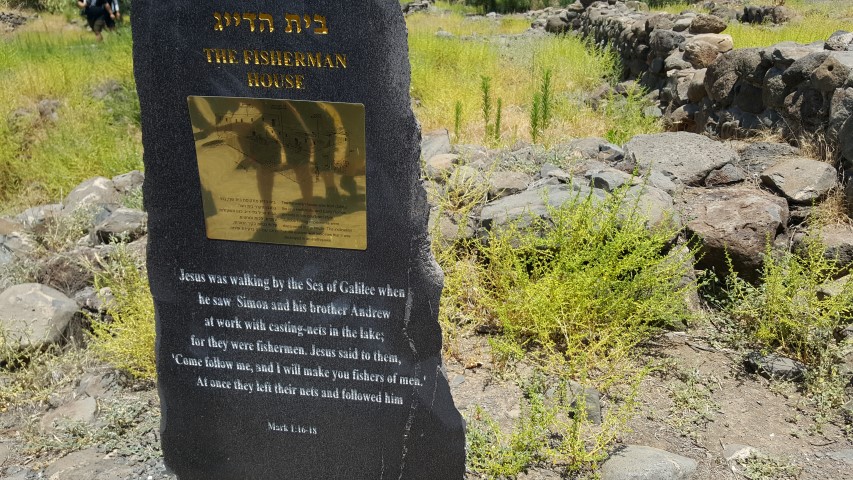 בית הדייג
THE FISHERMAN
HOUSE
Jesus was walking by the Sea of Galilee when
he saw Simon and his brother Andrew
at work with casting-nets in the lake;
for they were fishermen. Jesus said to them,
'Come follow me, and I will make you fishers of men.'
At once they left their nets and followed him
Mark 1:16-18